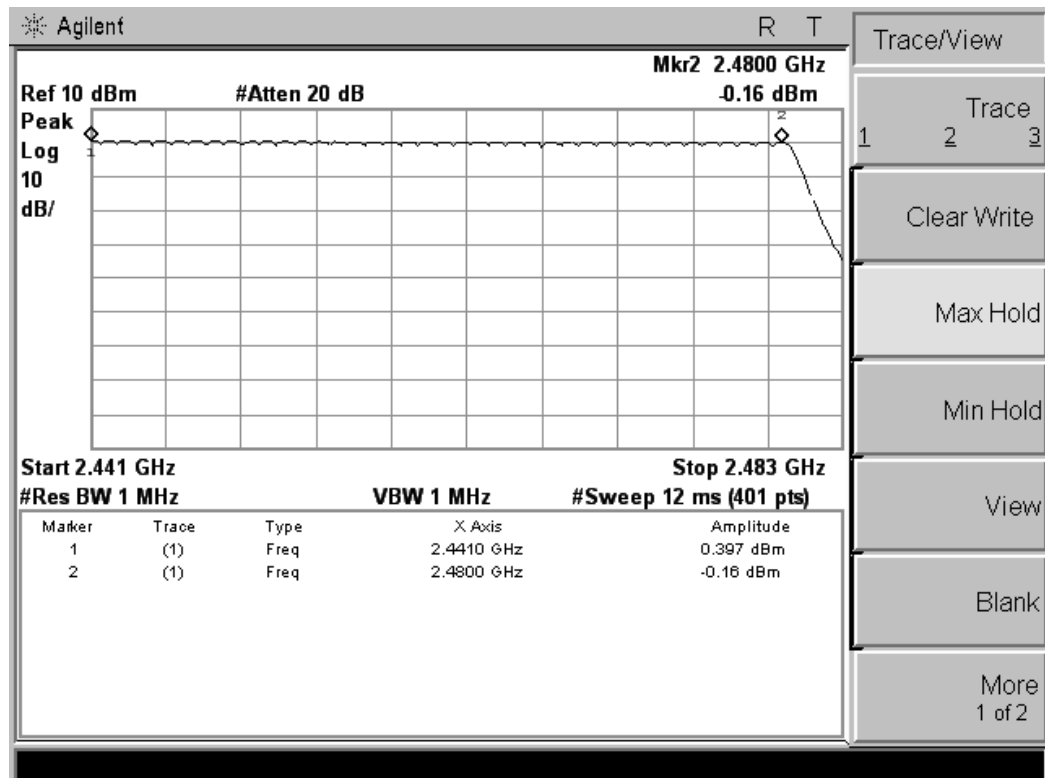 Agilent R T
Mkr2 2.4800 GHz
Ref 10 dBm #Atten 20 dB -0.16 dBm
Peak
Log
10
dB/
1
2
Start 2.441 GHz Stop 2.483 GHz
#Res BW 1 MHz VBW 1 MHz #Sweep 12 ms (401 pts)
Marker Trace Type X Axis Amplitude
1 (1) Freq 2.4410 GHz 0.397 dBm
2 (1) Freq 2.4800 GHz -0.16 dBm
Trace/View
Trace
1 2 3
Clear Write
Max Hold
Min Hold
View
Blank
More
1 of 2